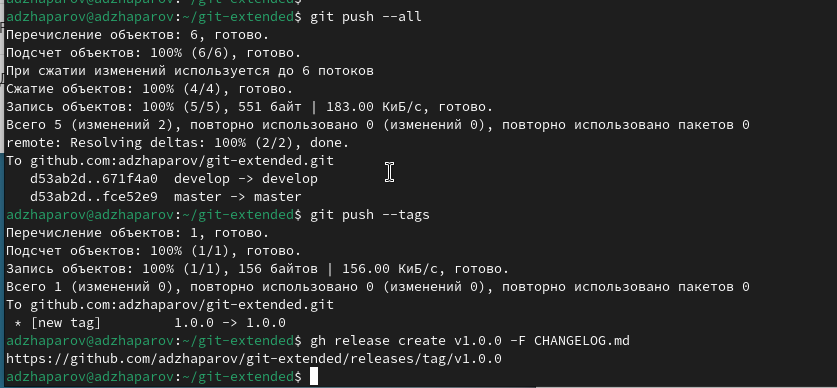 adzhaparov@adzhaparov:~/git-extended$ git push --all
Перечисление объектов: 6, готово.
Подсчет объектов: 100% (6/6), готово.
При сжатии изменений используется до 6 потоков
Сжатие объектов: 100% (4/4), готово.
Запись объектов: 100% (5/5), 551 байт | 183.00 КиБ/с, готово.
Всего 5 (изменений 2), повторно использовано 0 (изменений 0), повторно использовано пакетов 0
remote: Resolving deltas: 100% (2/2), done.
To github.com:adzhaparov/git-extended.git
   d53ab2d..671f4a0  develop -> develop
   d53ab2d..fce52e9  master -> master
adzhaparov@adzhaparov:~/git-extended$ git push --tags
Перечисление объектов: 1, готово.
Подсчет объектов: 100% (1/1), готово.
Запись объектов: 100% (1/1), 156 байтов | 156.00 КиБ/с, готово.
Всего 1 (изменений 0), повторно использовано 0 (изменений 0), повторно использовано пакетов 0
To github.com:adzhaparov/git-extended.git
 * [new tag]         1.0.0 -> 1.0.0
adzhaparov@adzhaparov:~/git-extended$ gh release create v1.0.0 -F CHANGELOG.md
https://github.com/adzhaparov/git-extended/releases/tag/v1.0.0
adzhaparov@adzhaparov:~/git-extended$